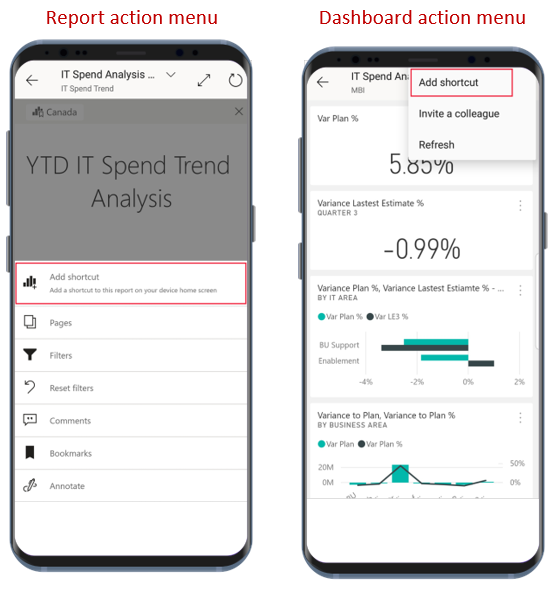 Report action menu
Dashboard action menu
IT Spend Analysis ...
IT Spend Trend
Canada
YTD IT Spend Trend
Analysis
Add shortcut
Add a shortcut to this report on your device home screen
Pages
Filters
Reset filters
Comments
Bookmarks
Annotate
IT Spend An
MBI
Add shortcut
Invite a colleague
Refresh
Var Plan %
5.85%
Variance Lastest Estimate %
QUARTER 3
-0.99%
Variance Plan %, Variance Lastest Estiamte % - ...
BY IT AREA
Var Plan % Var LE3 %
BU Support
Enablement
-4% -2% 0% 2%
Variance to Plan, Variance to Plan %
BY BUSINESS AREA
Var Plan Var Plan %
20M 50%
0M 0%
BU